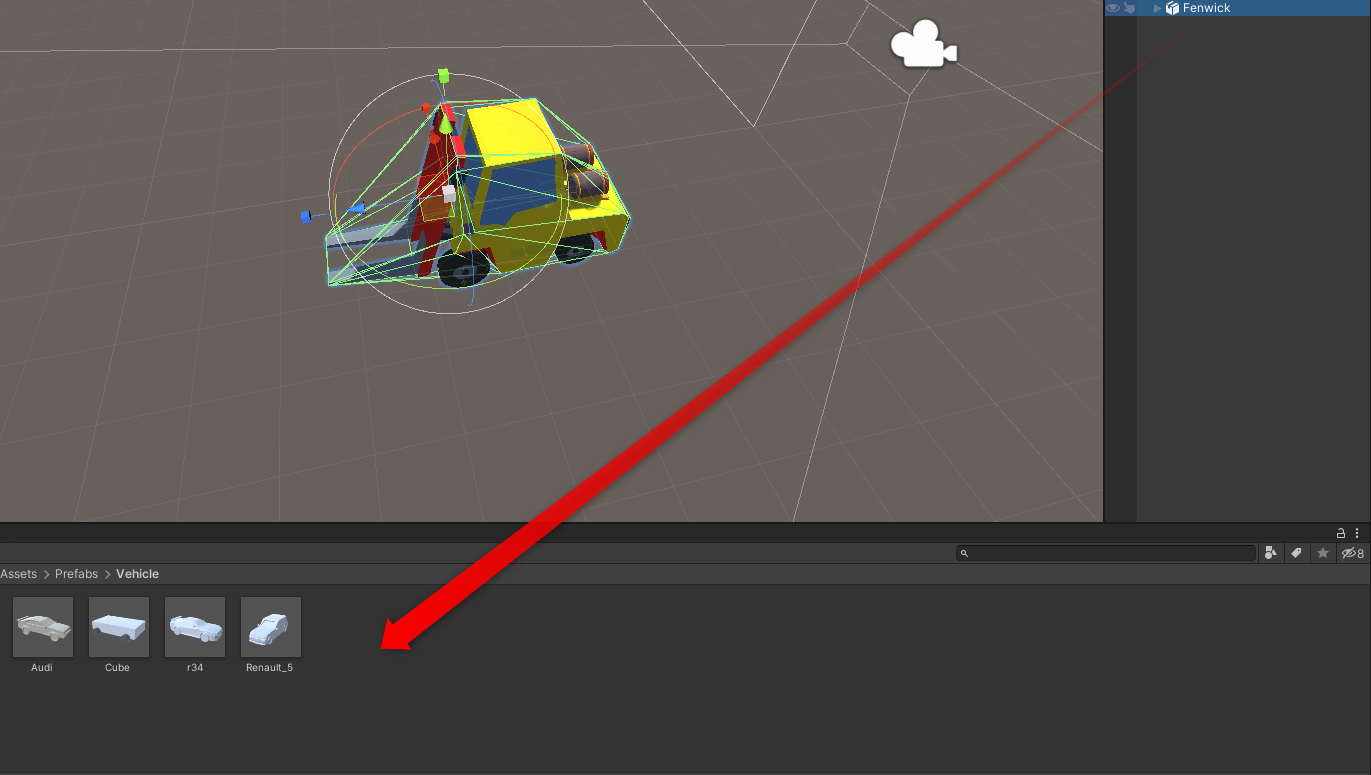 Fenwick
8
Assets > Prefabs > Vehicle
Audi
Cube
r34
Renault_5